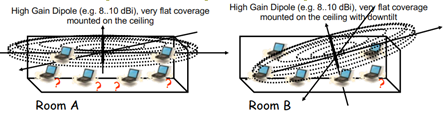 High Gain Dipole (e.g. 8..10 dBi), very flat coverage
mounted on the ceiling
? ? ? ?
Room A
High Gain Dipole (e.g. 8..10 dBi), very flat coverage
mounted on the ceiling with downtilt
?
Room B